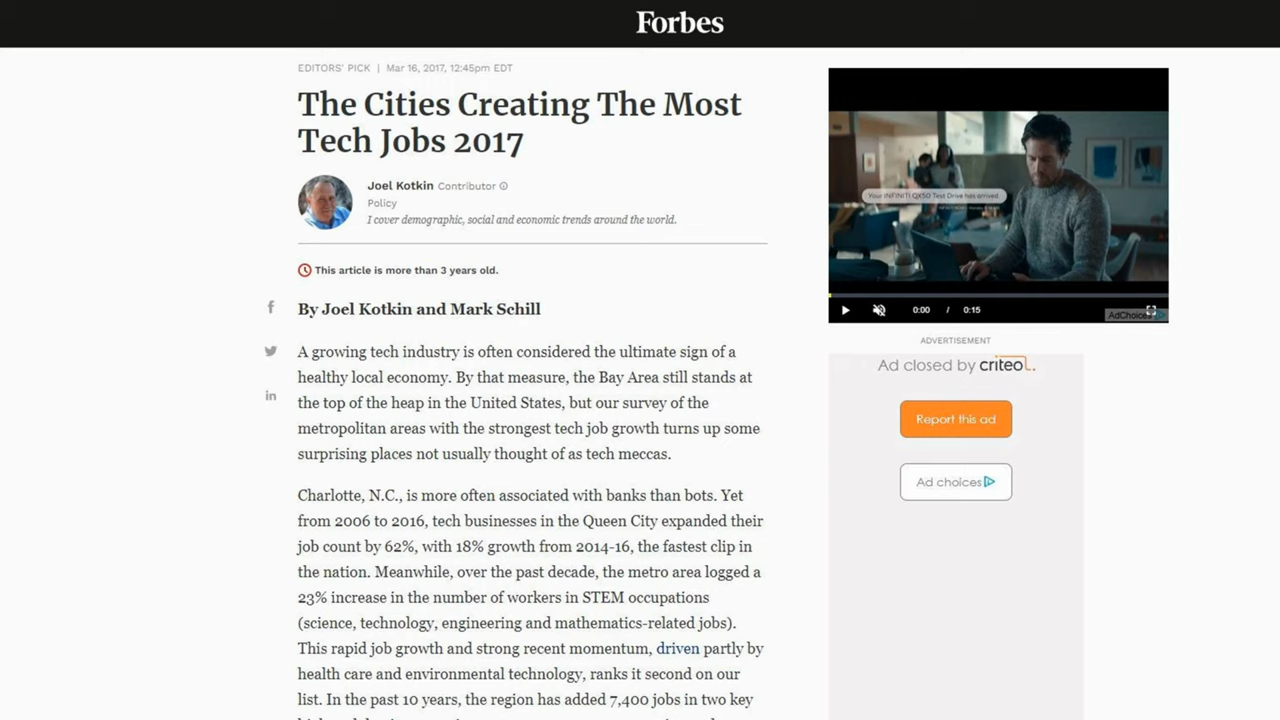 Forbes
EDITORS' PICK | Mar 16, 2017, 12:45pm EDT
The Cities Creating The Most
Tech Jobs 2017
Joel Kotkin Contributor
Policy
I cover demographic, social and economic trends around the world.
This article is more than 3 years old.
By Joel Kotkin and Mark Schill
A growing tech industry is often considered the ultimate sign of a
healthy local economy. By that measure, the Bay Area still stands at
the top of the heap in the United States, but our survey of the
metropolitan areas with the strongest tech job growth turns up some
surprising places not usually thought of as tech meccas.
Charlotte, N.C., is more often associated with banks than bots. Yet
from 2006 to 2016, tech businesses in the Queen City expanded their
job count by 62%, with 18% growth from 2014-16, the fastest clip in
the nation. Meanwhile, over the past decade, the metro area logged a
23% increase in the number of workers in STEM occupations
(science, technology, engineering and mathematics-related jobs).
This rapid job growth and strong recent momentum, driven partly by
health care and environmental technology, ranks it second on our
list. In the past 10 years, the region has added 7,400 jobs in two key
Your INFINITI QX50 Test Drive has arrived
0:00 / 0:15
AdChoices
ADVERTISEMENT
Ad closed by criteo.
Report this ad
Ad choices